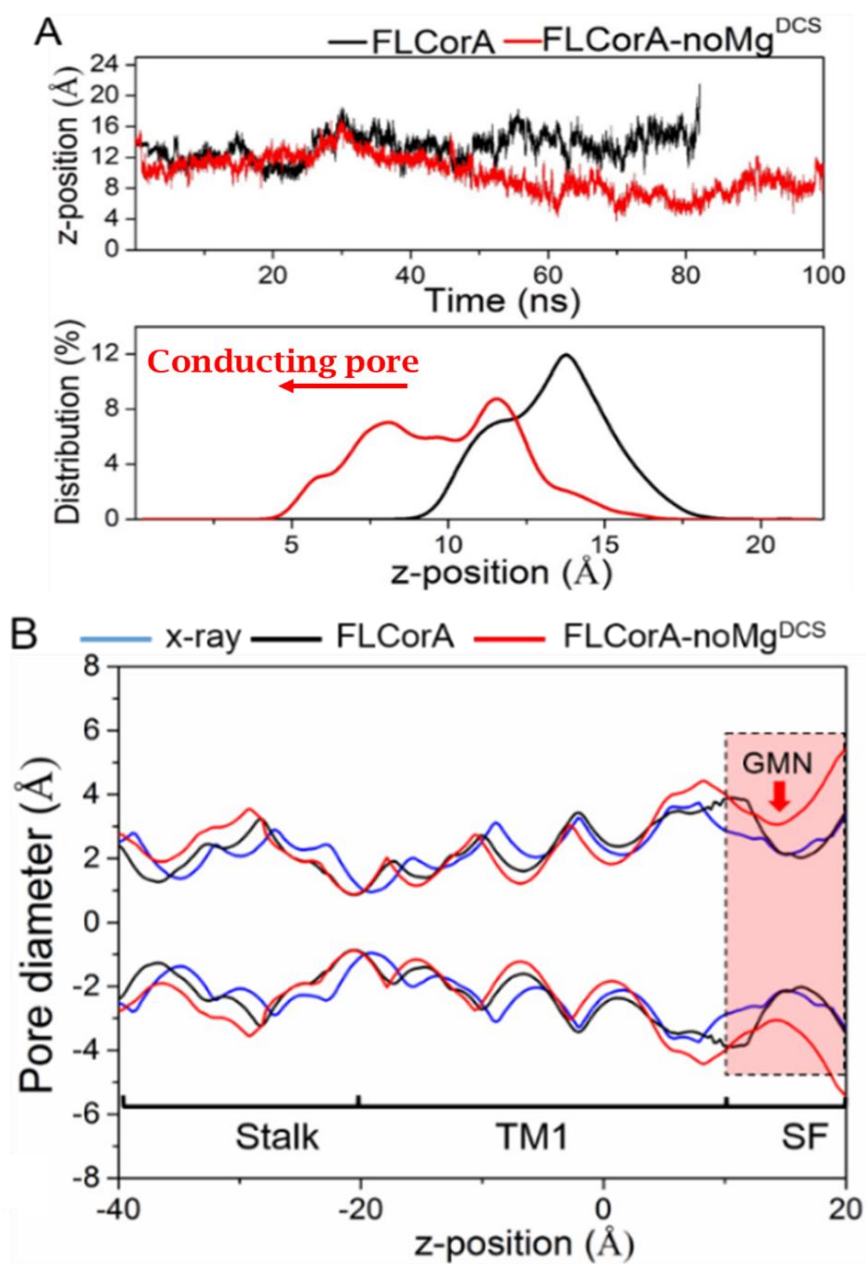 A
FLCorA FLCorA-noMg^DCS
z-position (Å)
24
20
16
12
8
4
0
20 40 60 80 100
Time (ns)
Distribution (%)
12
8
4
0
Conducting pore
5 10 15 20
z-position (Å)
B
x-ray FLCorA FLCorA-noMg^DCS
Pore diameter (Å)
8
6
4
2
0
-2
-4
-6
-8
GMN
Stalk TM1 SF
-40 -20 0 20
z-position (Å)